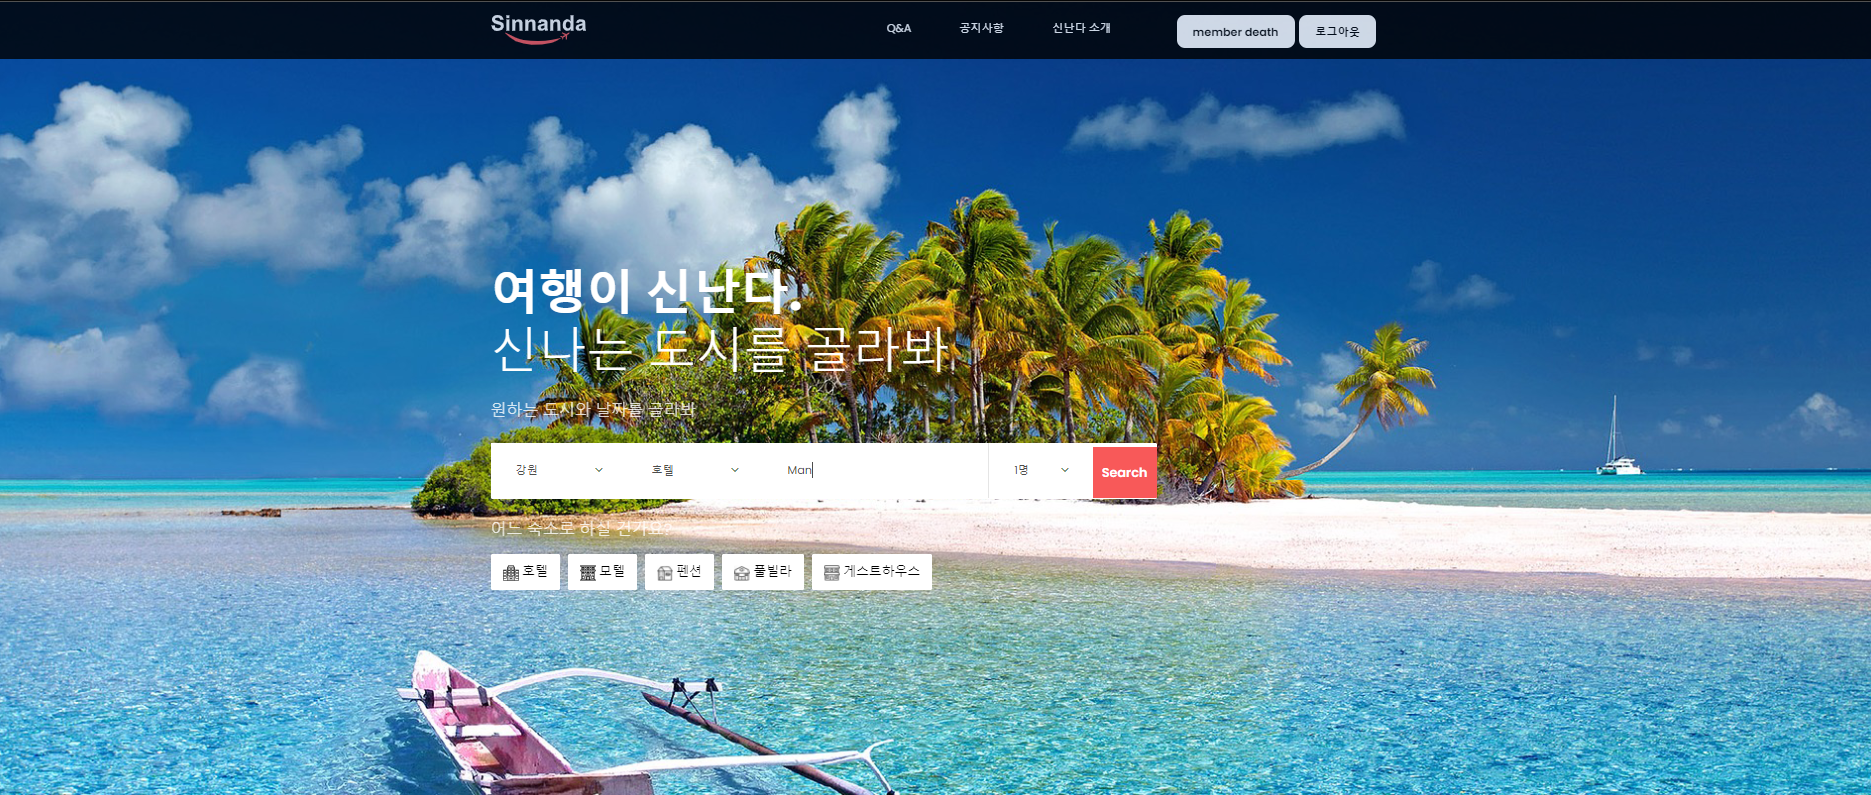 Sinnanda
Q&A 공지사항 신난다 소개 member death 로그아웃
여행이 신난다.
신나는 도시를 골라봐
원하는 도시와 날짜를 골라봐
강원 호텔 Man 1명 Search
어느 숙소로 하실 건가요?
호텔 모텔 펜션 풀빌라 게스트하우스